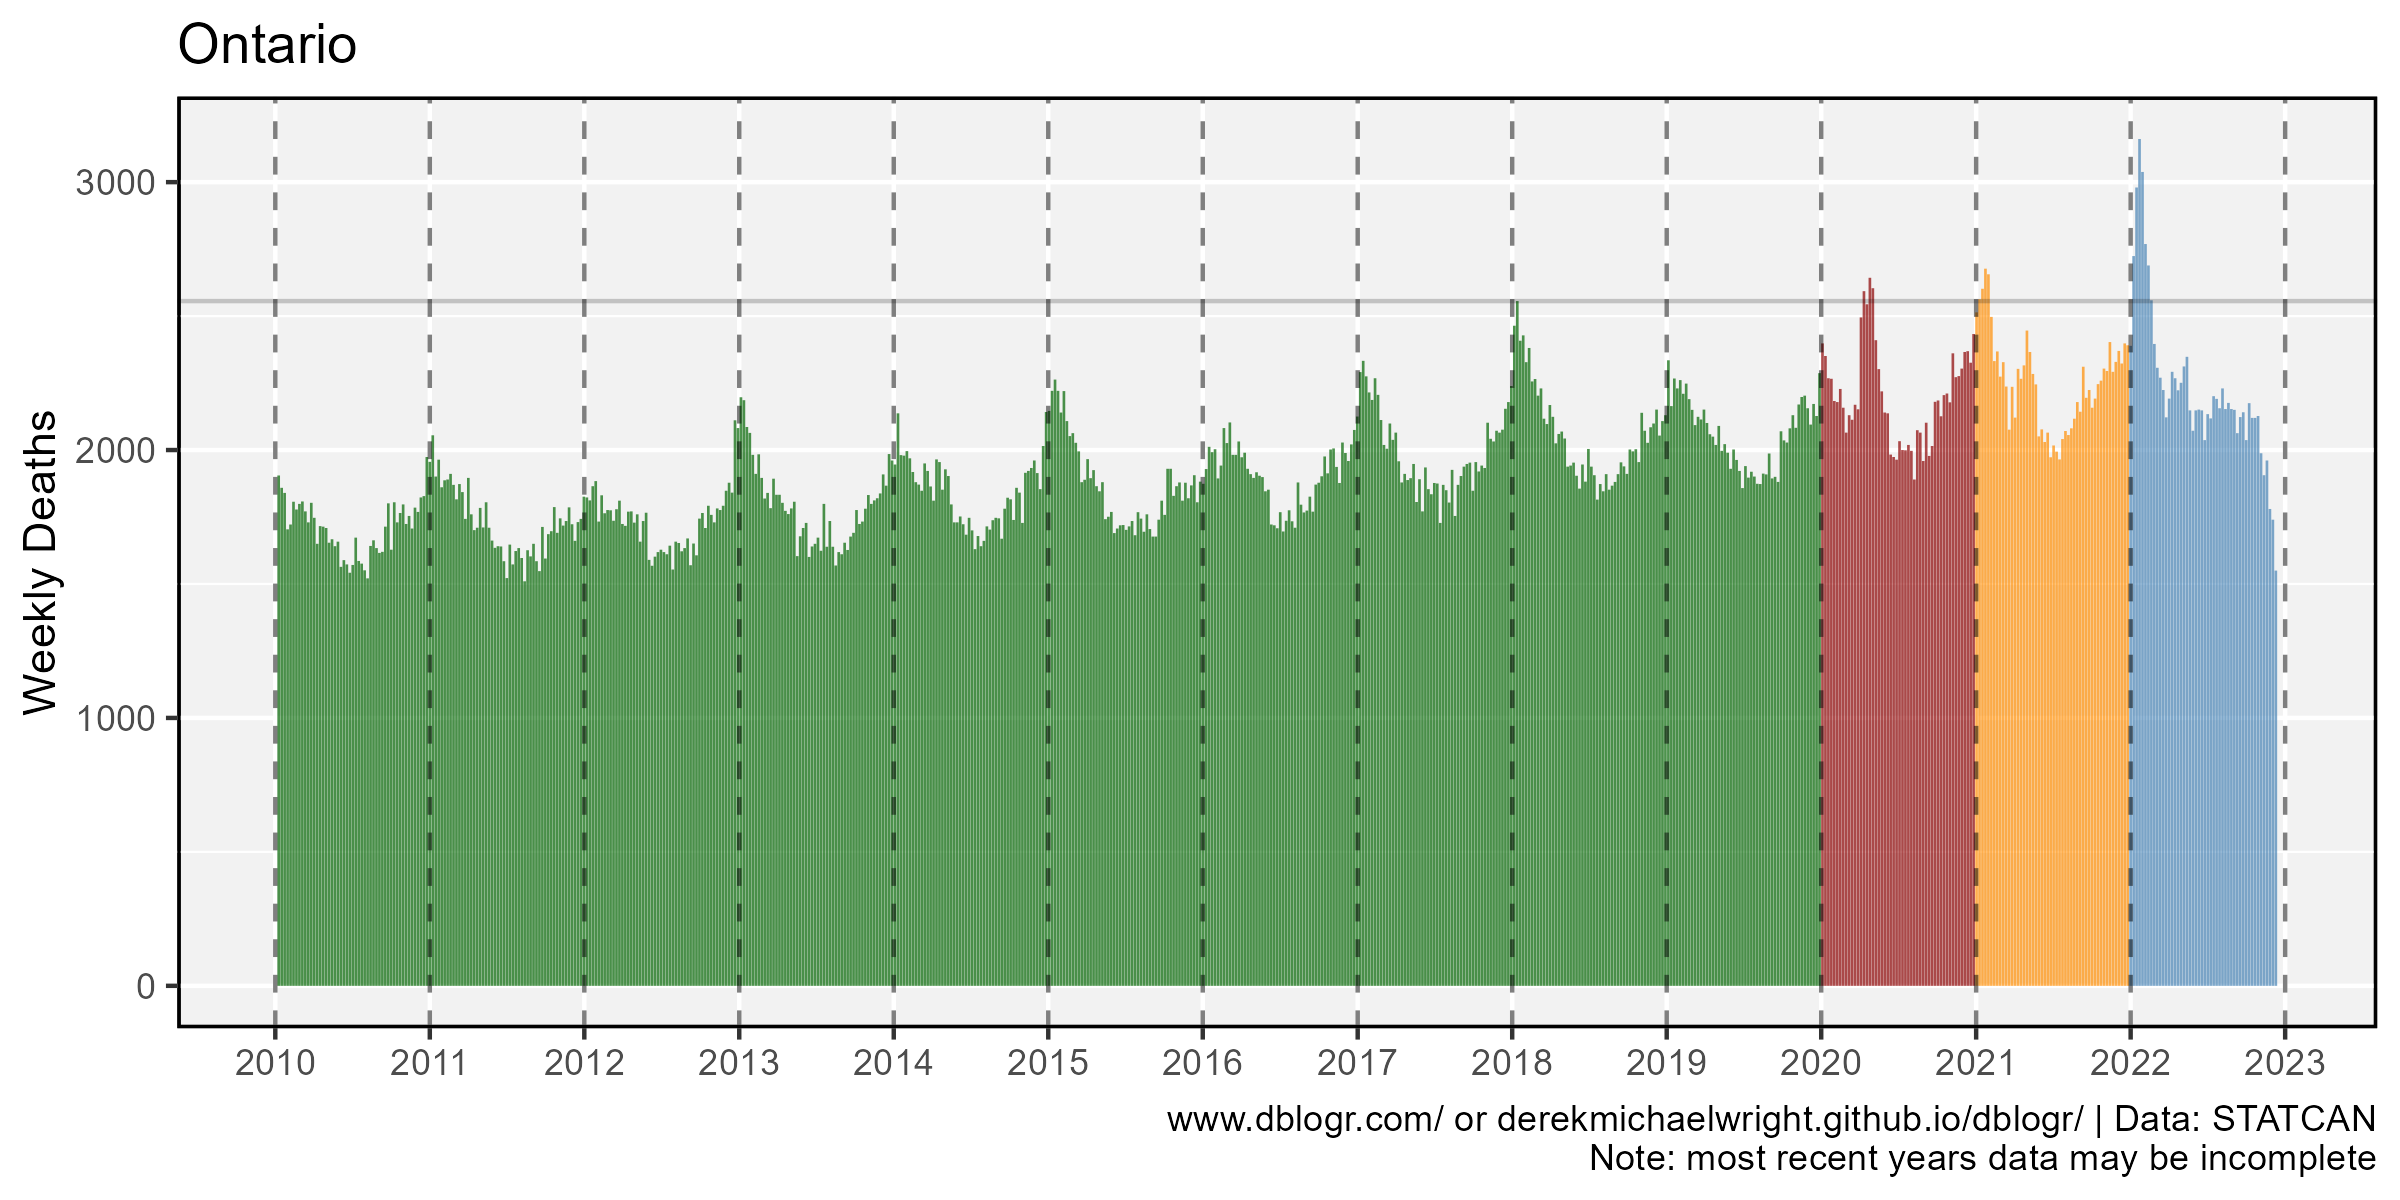 Ontario
Weekly Deaths
3000
2000
1000
0
2010 2011 2012 2013 2014 2015 2016 2017 2018 2019 2020 2021 2022 2023
www.dblogr.com/ or derekmichaelwright.github.io/dblogr/ | Data: STATCAN
Note: most recent years data may be incomplete